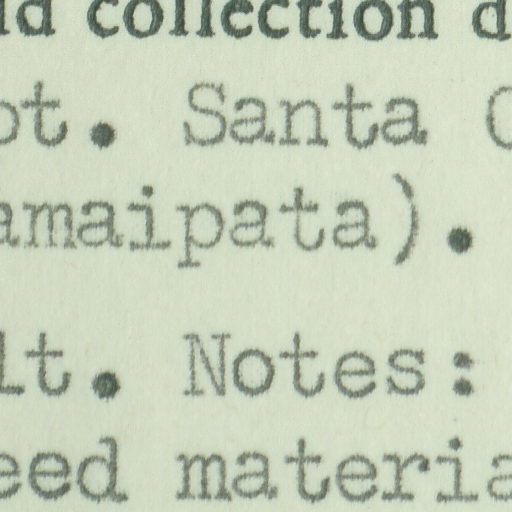 ld collection d
ot. Santa C
amaipata).
lt. Notes:
eed materia